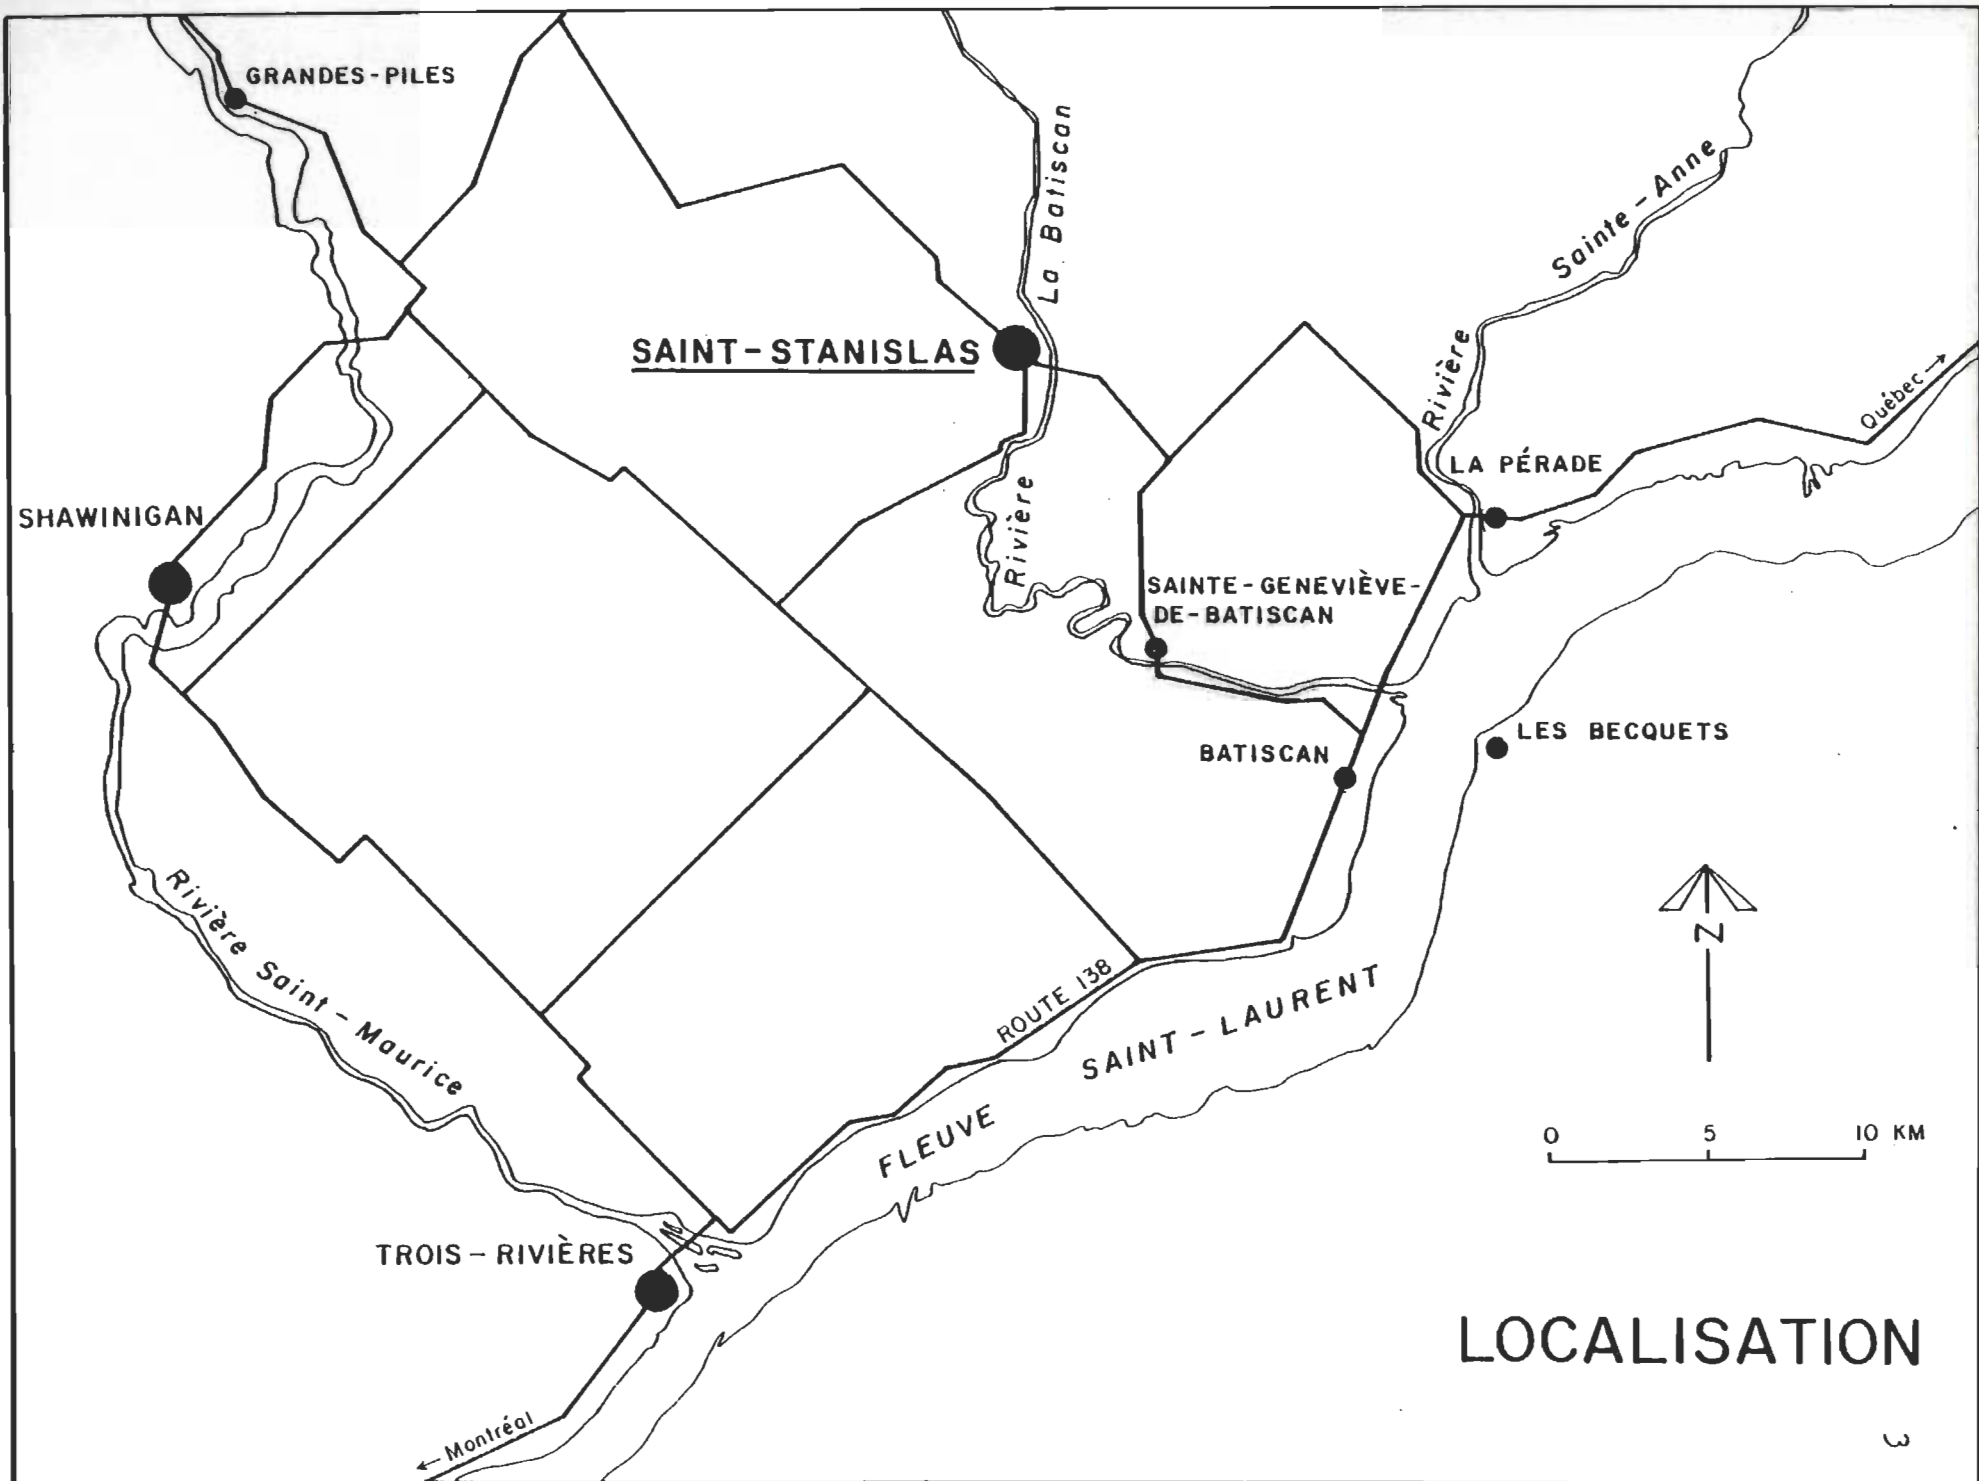 GRANDES-PILES
La Batiscan
Rivière
Sainte-Anne
Rivière
SAINT-STANISLAS
Québec →
LA PÉRADE
SHAWINIGAN
SAINTE-GENEVIÈVE-
DE-BATISCAN
LES BECQUETS
BATISCAN
Rivière Saint-Maurice
N
ROUTE 138
FLEUVE SAINT-LAURENT
0 5 10 KM
TROIS-RIVIÈRES
LOCALISATION
← Montréal
3